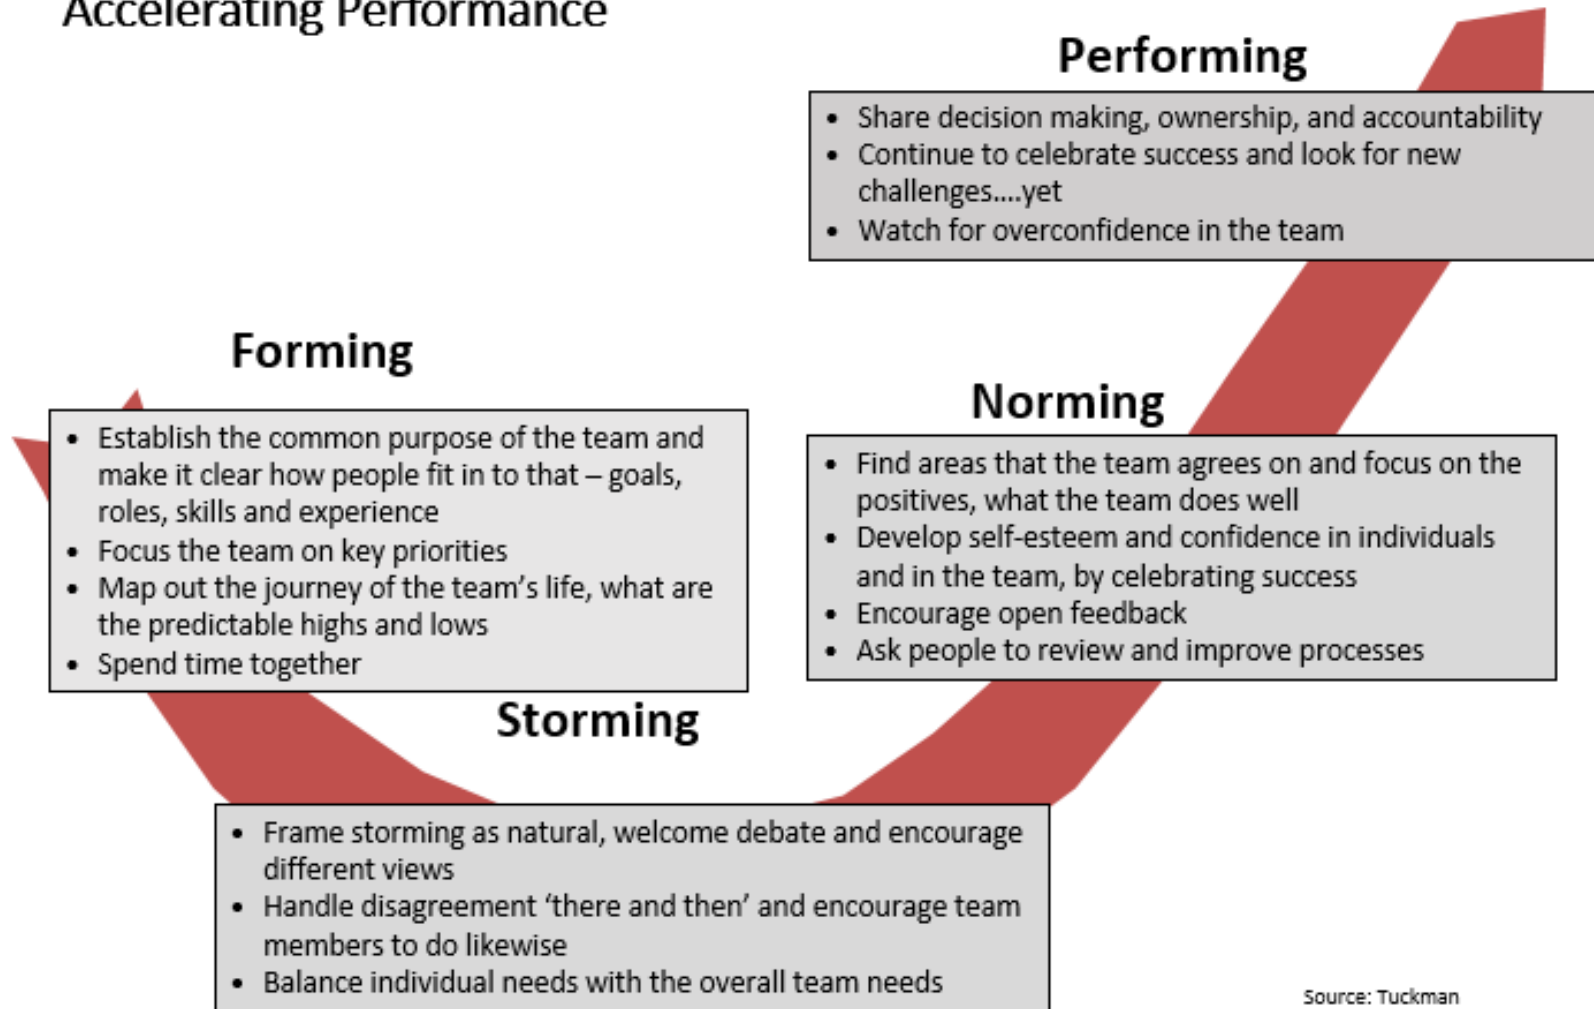 Accelerating Performance
Performing
• Share decision making, ownership, and accountability
• Continue to celebrate success and look for new
challenges....yet
• Watch for overconfidence in the team
Forming
• Establish the common purpose of the team and
make it clear how people fit in to that – goals,
roles, skills and experience
• Focus the team on key priorities
• Map out the journey of the team's life, what are
the predictable highs and lows
• Spend time together
Norming
• Find areas that the team agrees on and focus on the
positives, what the team does well
• Develop self-esteem and confidence in individuals
and in the team, by celebrating success
• Encourage open feedback
• Ask people to review and improve processes
Storming
• Frame storming as natural, welcome debate and encourage
different views
• Handle disagreement ‘there and then’ and encourage team
members to do likewise
• Balance individual needs with the overall team needs
Source: Tuckman